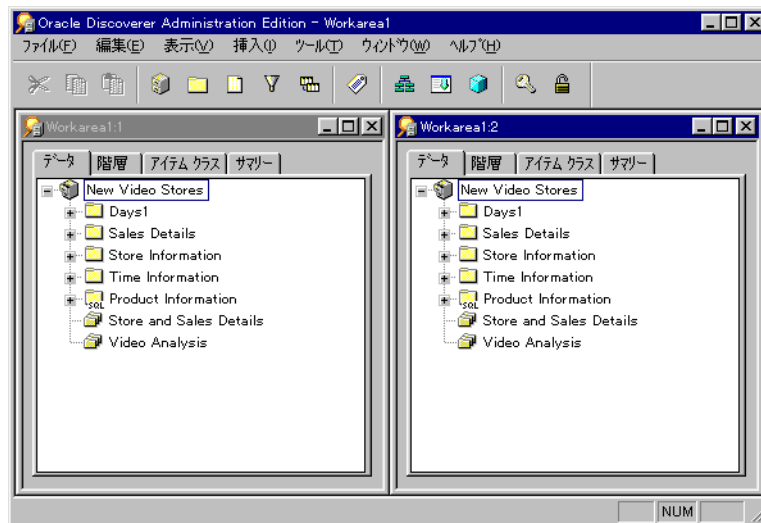 Oracle Discoverer Administration Edition - Workarea1
ファイル(F) 編集(E) 表示(V) 挿入(I) ツール(T) ウィンドウ(W) ヘルプ(H)
Workarea1:1
データ 階層 アイテム クラス サマリー
New Video Stores
Days1
Sales Details
Store Information
Time Information
SQL Product Information
Store and Sales Details
Video Analysis
Workarea1:2
データ 階層 アイテム クラス サマリー
New Video Stores
Days1
Sales Details
Store Information
Time Information
SQL Product Information
Store and Sales Details
Video Analysis
NUM